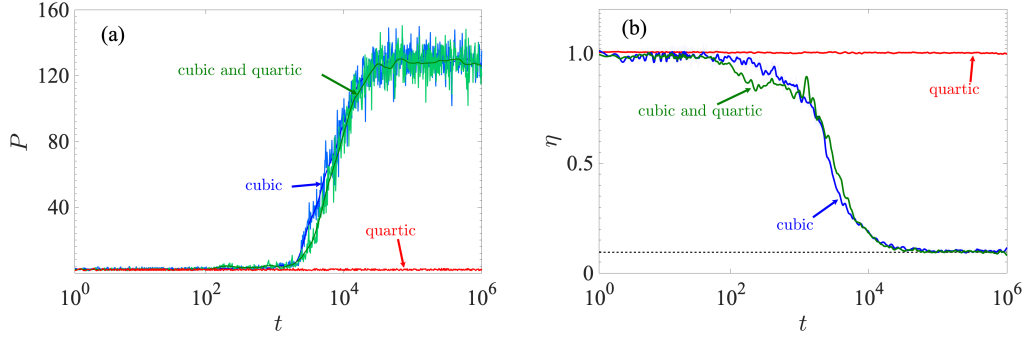 (a)
160
120
80
40
P
cubic and quartic
cubic
quartic
10^0
10^2
10^4
10^6
t
(b)
1.0
0.5
0
η
quartic
cubic and quartic
cubic
10^0
10^2
10^4
10^6
t